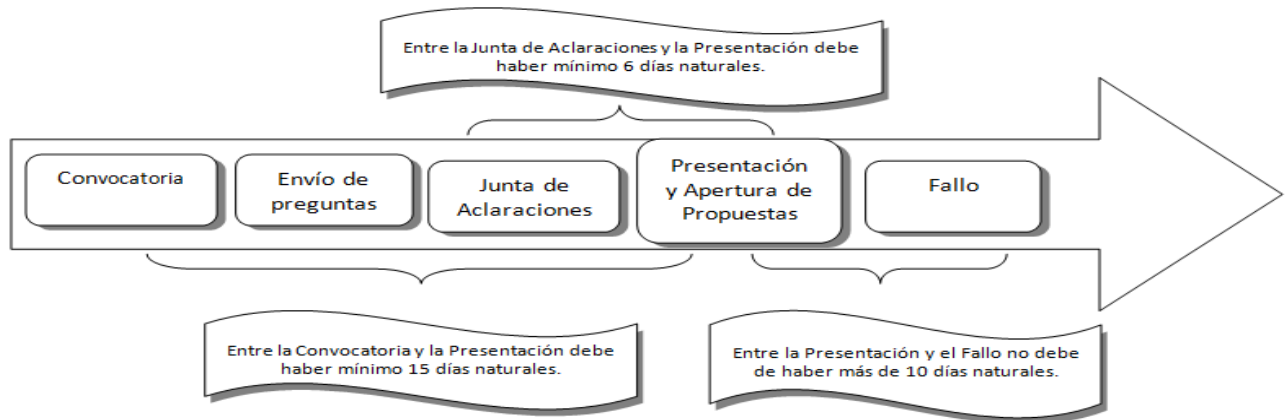 Entre la Junta de Aclaraciones y la Presentación debe
haber mínimo 6 días naturales.
Convocatoria
Envío de
preguntas
Junta de
Aclaraciones
Presentación
y Apertura de
Propuestas
Fallo
Entre la Convocatoria y la Presentación debe
haber mínimo 15 días naturales.
Entre la Presentación y el Fallo no debe
de haber más de 10 días naturales.